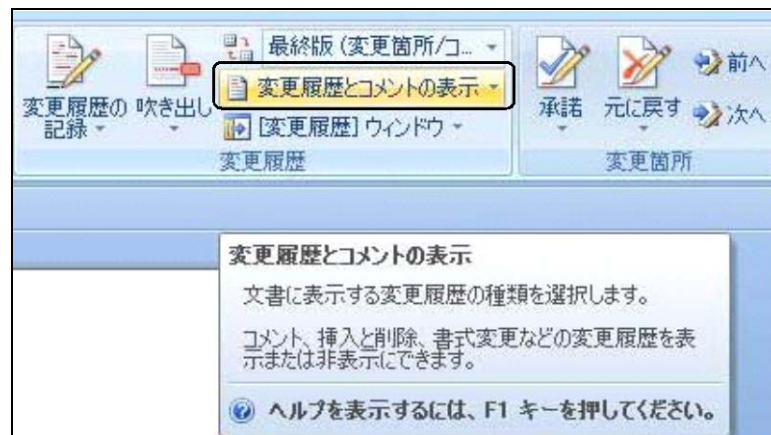 変更履歴の
記録
吹き出し
最終版 (変更箇所/コ...
変更履歴とコメントの表示
[変更履歴] ウィンドウ
変更履歴
承諾
元に戻す
前へ
次へ
変更箇所
変更履歴とコメントの表示
文書に表示する変更履歴の種類を選択します。
コメント、挿入と削除、書式変更などの変更履歴を表
示または非表示にできます。
ヘルプを表示するには、F1 キーを押してください。